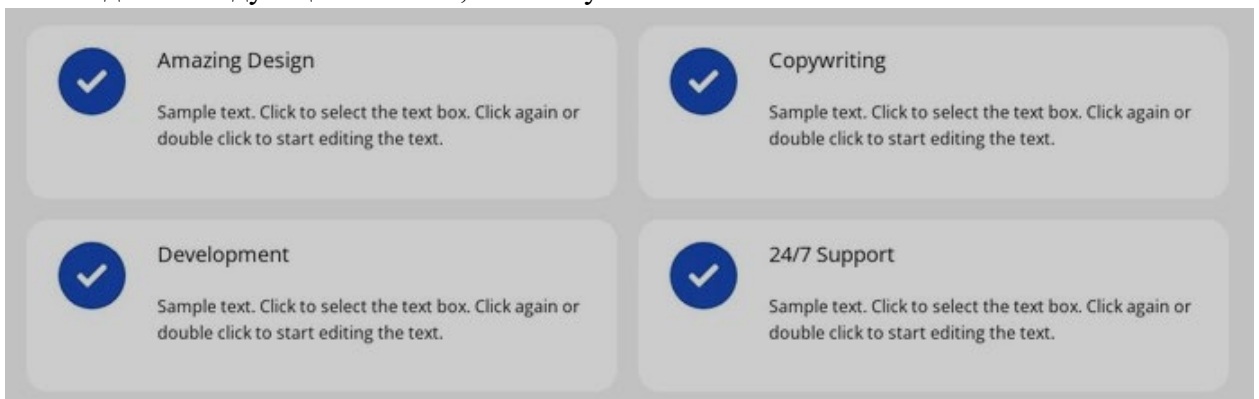 Amazing Design
Sample text. Click to select the text box. Click again or
double click to start editing the text.
Copywriting
Sample text. Click to select the text box. Click again or
double click to start editing the text.
Development
Sample text. Click to select the text box. Click again or
double click to start editing the text.
24/7 Support
Sample text. Click to select the text box. Click again or
double click to start editing the text.